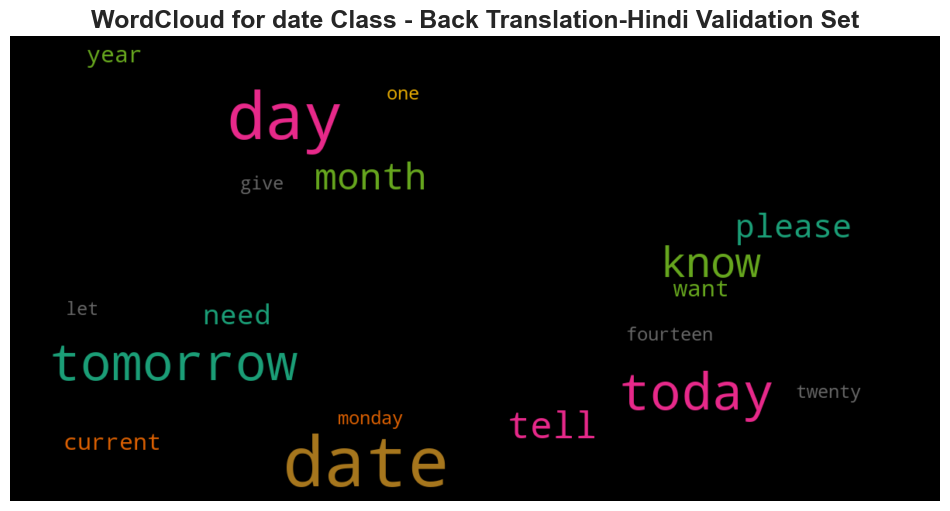 WordCloud for date Class - Back Translation-Hindi Validation Set
year
day
one
give
month
please
know
want
let
need
fourteen
tomorrow
today
twenty
monday
tell
current
date